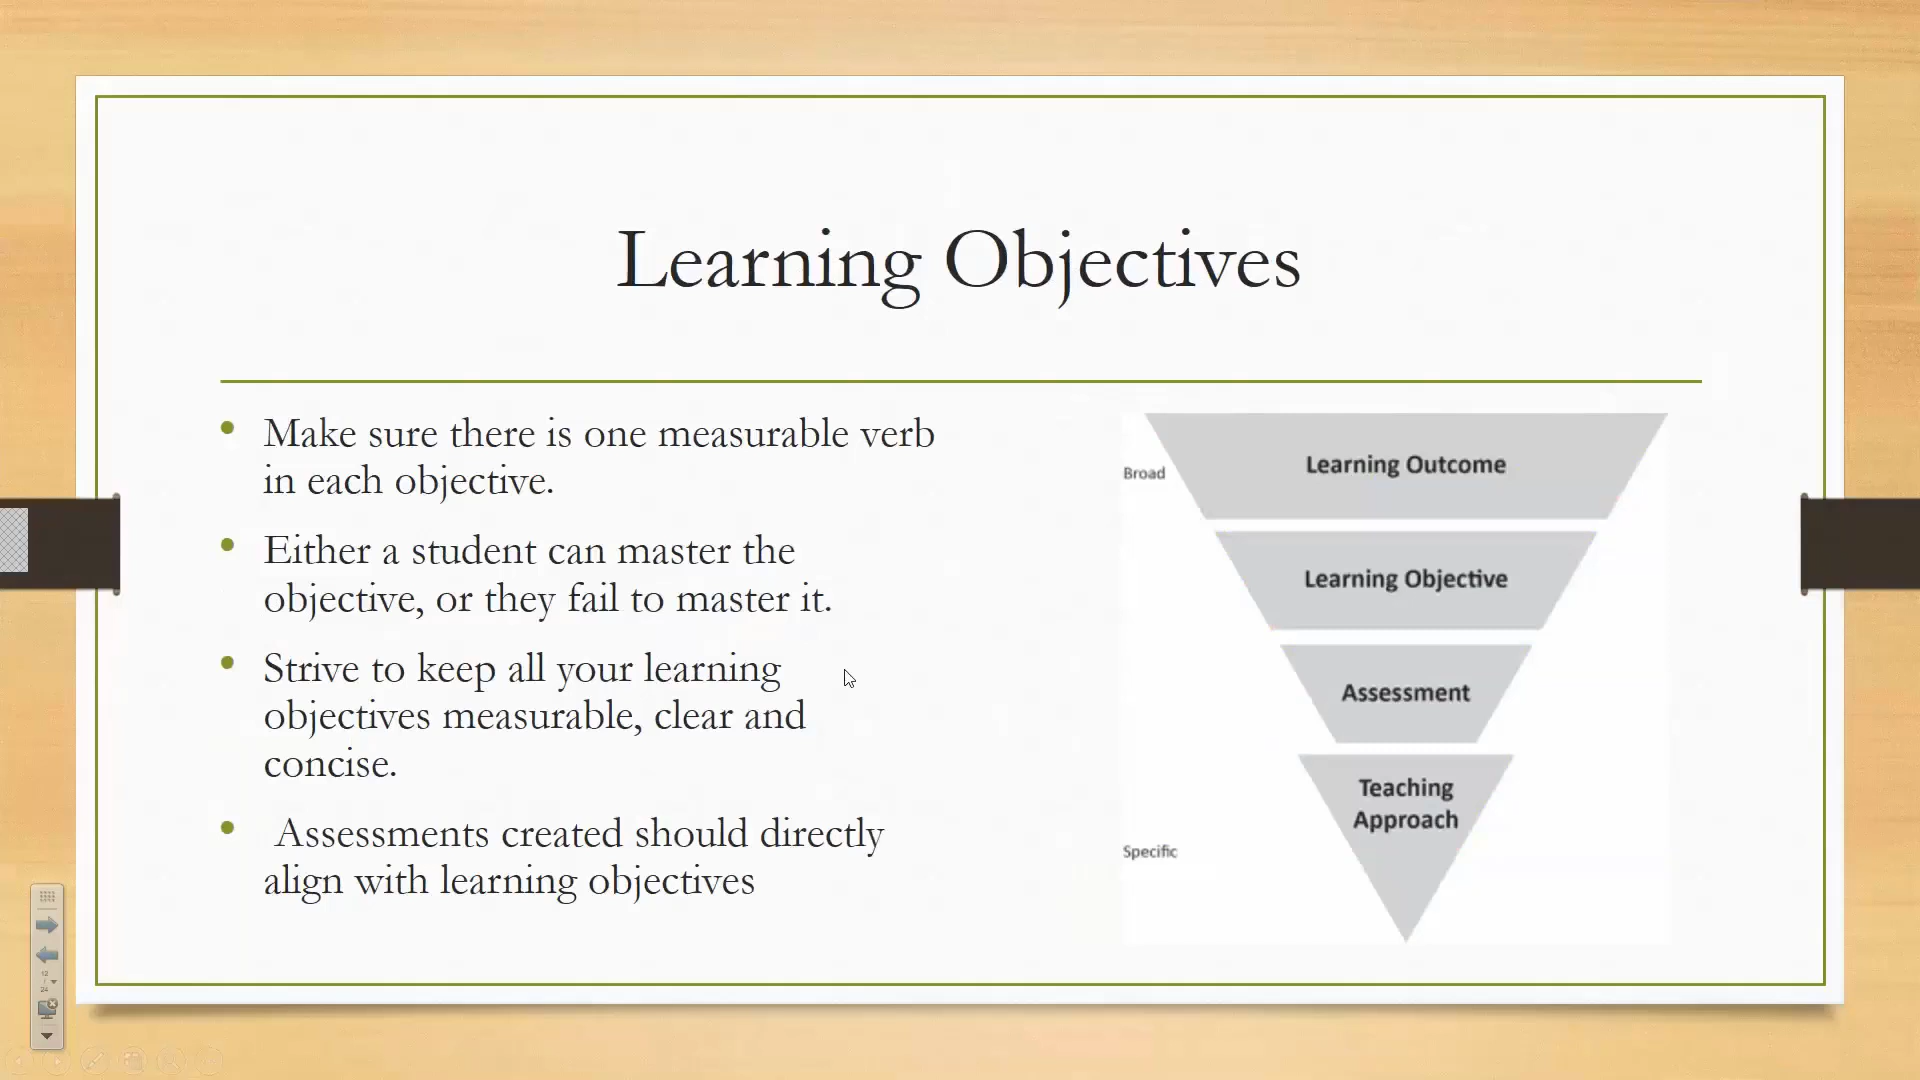 Learning Objectives
• Make sure there is one measurable verb
in each objective.
• Either a student can master the
objective, or they fail to master it.
• Strive to keep all your learning
objectives measurable, clear and
concise.
• Assessments created should directly
align with learning objectives
Broad
Learning Outcome
Learning Objective
Assessment
Teaching
Approach
Specific
12
/
24